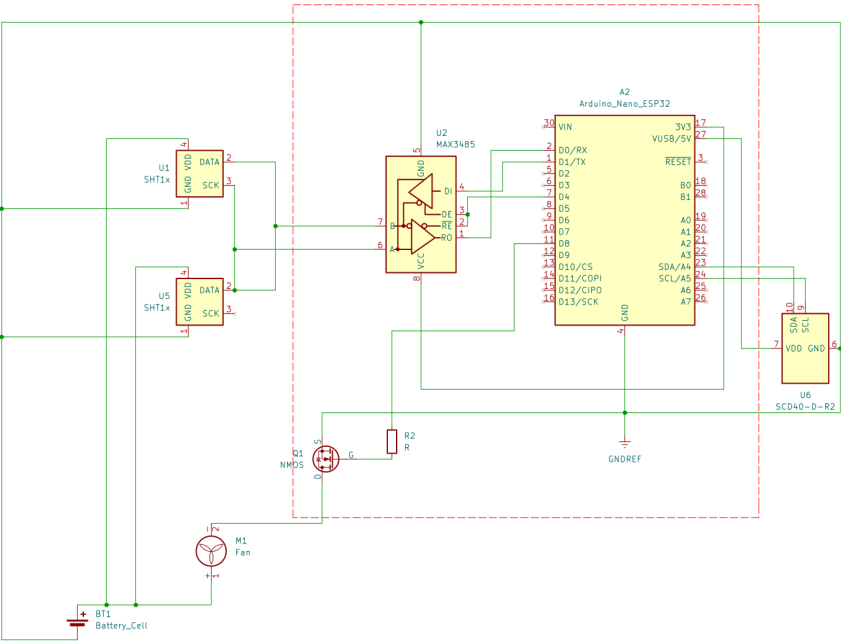 A2
Arduino_Nano_ESP32
30 VIN
3V3 17
VUSB/5V 27
2 D0/RX
1 D1/TX
RESET 3
5 D2
6 D3
B0 18
7 D4
B1 28
8 D5
9 D6
A0 19
10 D7
A1 20
11 D8
A2 21
12 D9
A3 22
13 D10/CS
SDA/A4 23
14 D11/COPI
SCL/A5 24
15 D12/CIPO
A6 25
16 D13/SCK
A7 26
GND
4
U2
MAX3485
5
GND
DI 4
DE 3
RE 2
RO 1
7 B
6 A
VCC
8
U1
SHT1x
4
VDD
GND
1
DATA 2
SCK 3
U5
SHT1x
4
VDD
GND
1
DATA 2
SCK 3
10 9
SDA SCL
7 VDD GND 6
U6
SCD40-D-R2
R2
R
Q1
NMOS
S
G
D
GNDREF
- 2
M1
Fan
+ 1
+ BT1
Battery_Cell